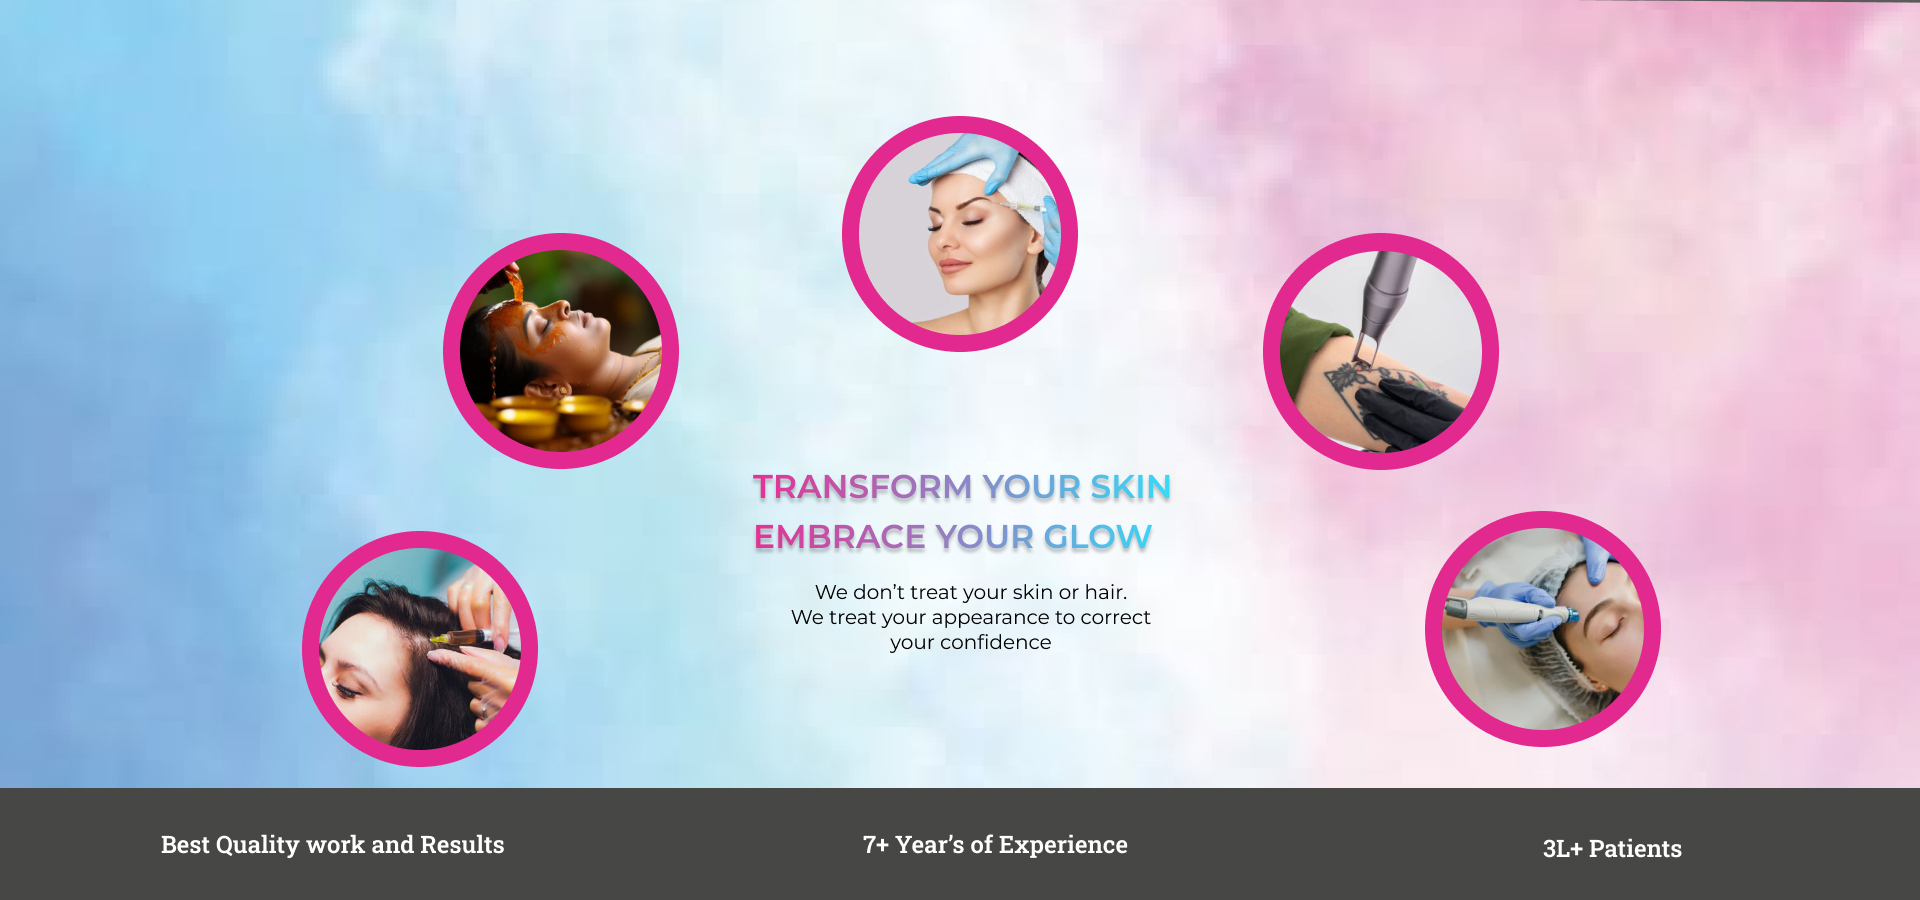 TRANSFORM YOUR SKIN
EMBRACE YOUR GLOW
We don’t treat your skin or hair.
We treat your appearance to correct
your confidence
Best Quality work and Results
7+ Year’s of Experience
3L+ Patients